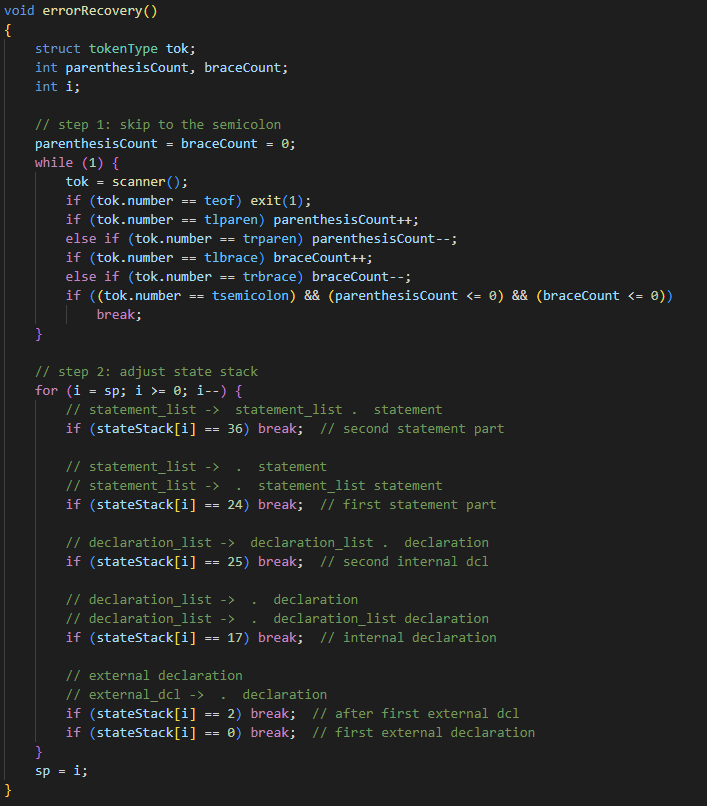 void errorRecovery()
{
    struct tokenType tok;
    int parenthesisCount, braceCount;
    int i;

    // step 1: skip to the semicolon
    parenthesisCount = braceCount = 0;
    while (1) {
        tok = scanner();
        if (tok.number == teof) exit(1);
        if (tok.number == tlparen) parenthesisCount++;
        else if (tok.number == trparen) parenthesisCount--;
        if (tok.number == tlbrace) braceCount++;
        else if (tok.number == trbrace) braceCount--;
        if ((tok.number == tsemicolon) && (parenthesisCount <= 0) && (braceCount <= 0))
            break;
    }

    // step 2: adjust state stack
    for (i = sp; i >= 0; i--) {
        // statement_list ->  statement_list .  statement
        if (stateStack[i] == 36) break;  // second statement part

        // statement_list ->  .  statement
        // statement_list ->  .  statement_list statement
        if (stateStack[i] == 24) break;  // first statement part

        // declaration_list ->  declaration_list .  declaration
        if (stateStack[i] == 25) break;  // second internal dcl

        // declaration_list ->  .  declaration
        // declaration_list ->  .  declaration_list declaration
        if (stateStack[i] == 17) break;  // internal declaration

        // external declaration
        // external_dcl ->  .  declaration
        if (stateStack[i] == 2) break;  // after first external dcl
        if (stateStack[i] == 0) break;  // first external declaration
    }
    sp = i;
}